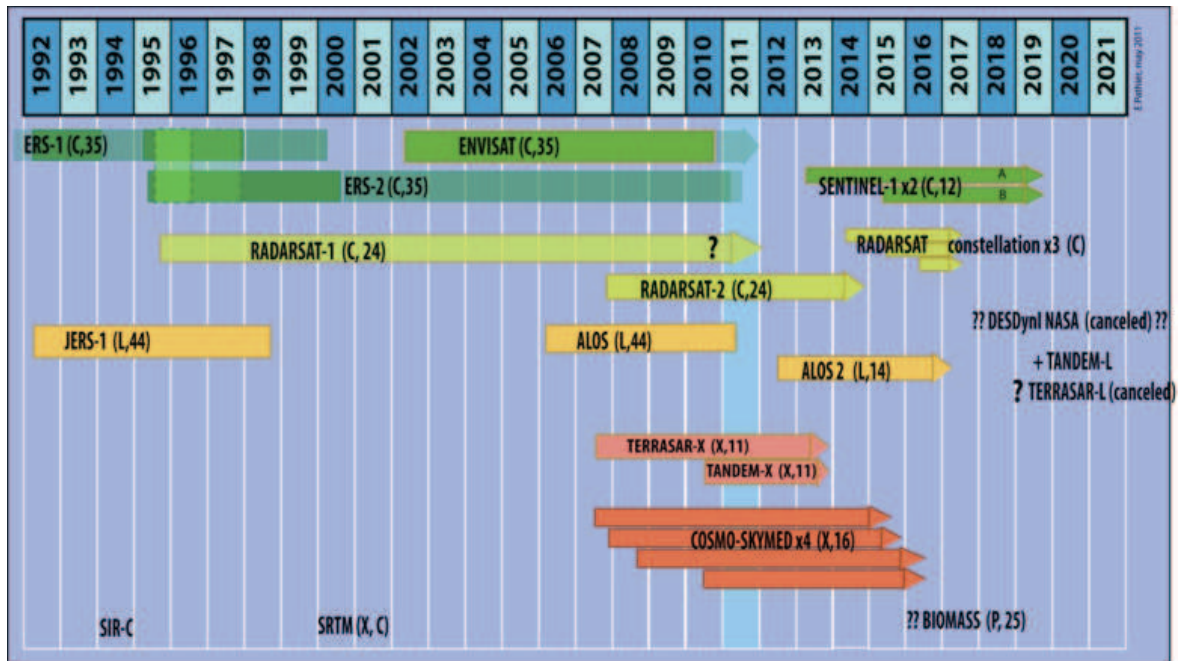 1992 1993 1994 1995 1996 1997 1998 1999 2000 2001 2002 2003 2004 2005 2006 2007 2008 2009 2010 2011 2012 2013 2014 2015 2016 2017 2018 2019 2020 2021
E.Pathier, may 2011
ERS-1 (C,35)
ENVISAT (C,35)
ERS-2 (C,35)
A
SENTINEL-1 x2 (C,12)
B
RADARSAT-1 (C, 24)
?
RADARSAT constellation x3 (C)
RADARSAT-2 (C,24)
?? DESDynI NASA (canceled) ??
JERS-1 (L,44)
ALOS (L,44)
+ TANDEM-L
ALOS 2 (L,14)
? TERRASAR-L (canceled)
TERRASAR-X (X,11)
TANDEM-X (X,11)
COSMO-SKYMED x4 (X,16)
SIR-C
SRTM (X, C)
?? BIOMASS (P, 25)